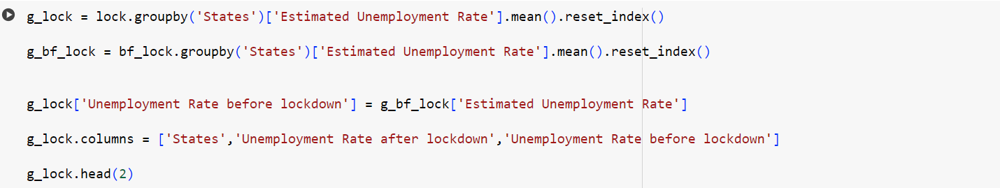 g_lock = lock.groupby('States')['Estimated Unemployment Rate'].mean().reset_index()
g_bf_lock = bf_lock.groupby('States')['Estimated Unemployment Rate'].mean().reset_index()
g_lock['Unemployment Rate before lockdown'] = g_bf_lock['Estimated Unemployment Rate']
g_lock.columns = ['States','Unemployment Rate after lockdown','Unemployment Rate before lockdown']
g_lock.head(2)